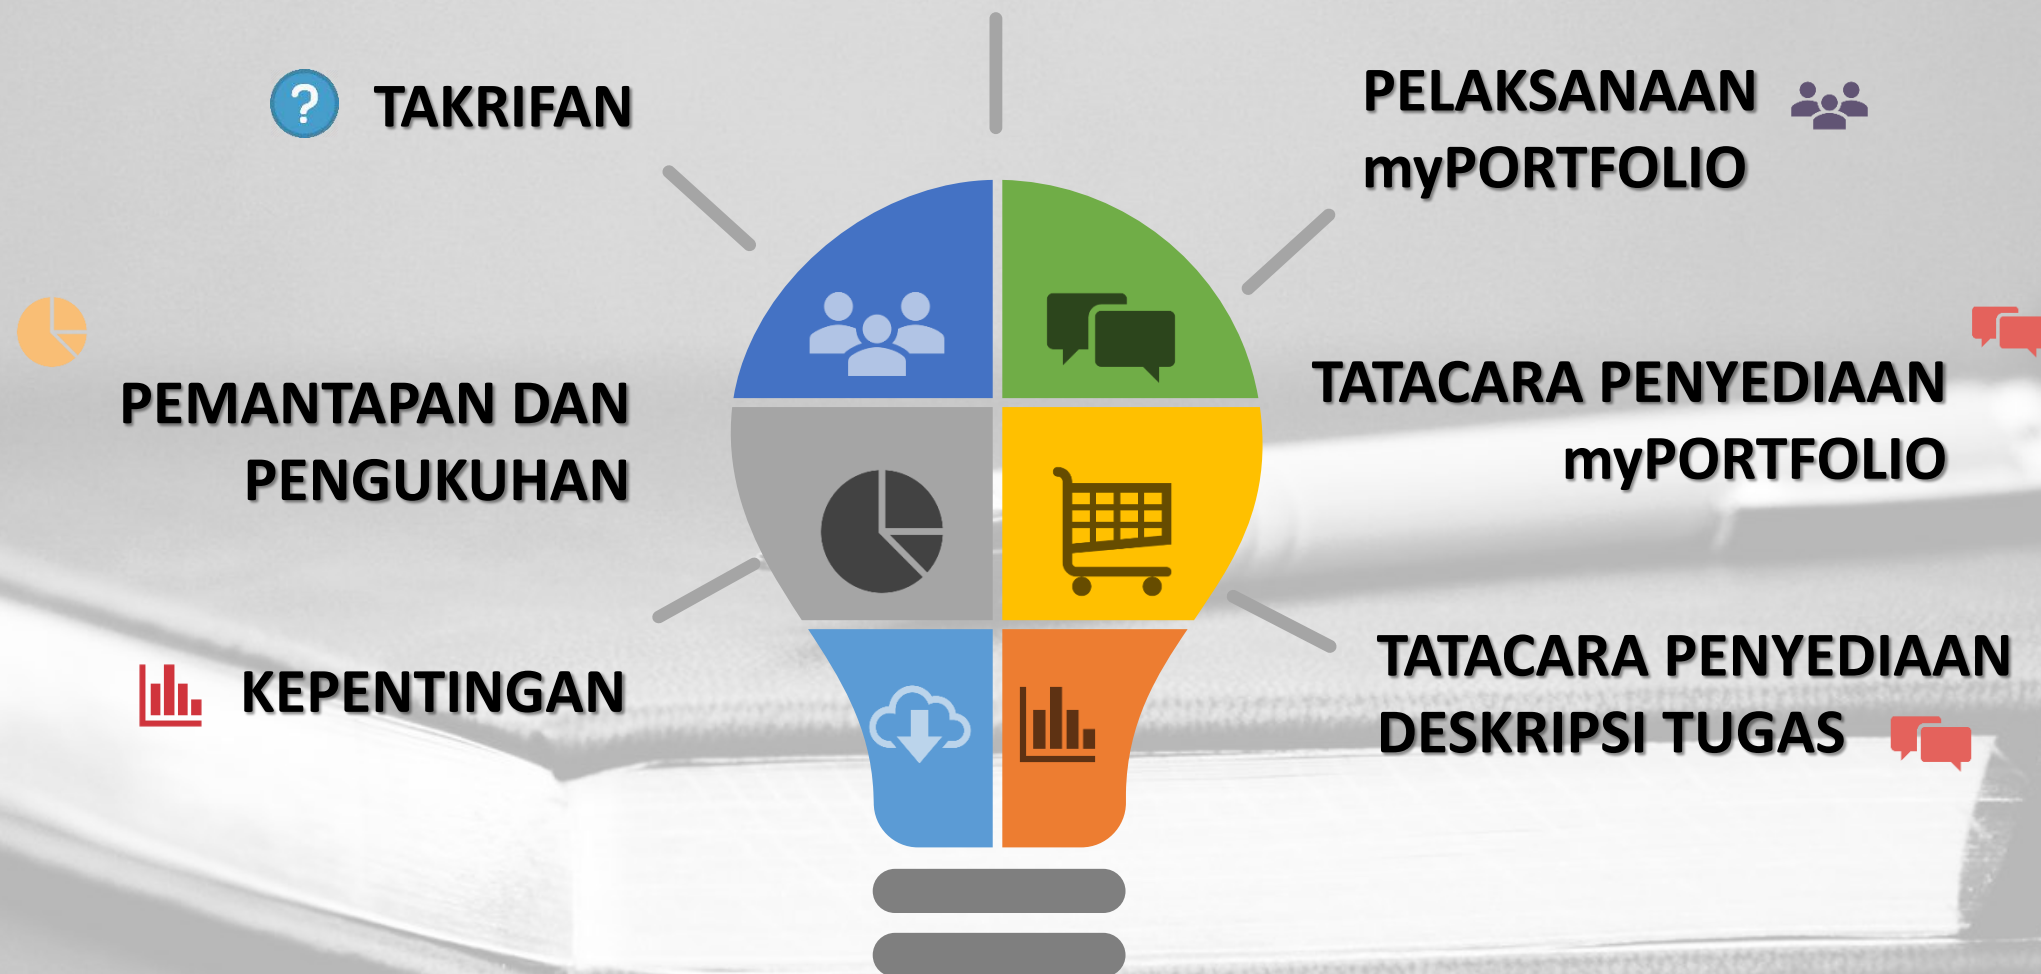 TAKRIFAN
PEMANTAPAN DAN
PENGUKUHAN
KEPENTINGAN
PELAKSANAAN
myPORTFOLIO
TATACARA PENYEDIAAN
myPORTFOLIO
TATACARA PENYEDIAAN
DESKRIPSI TUGAS